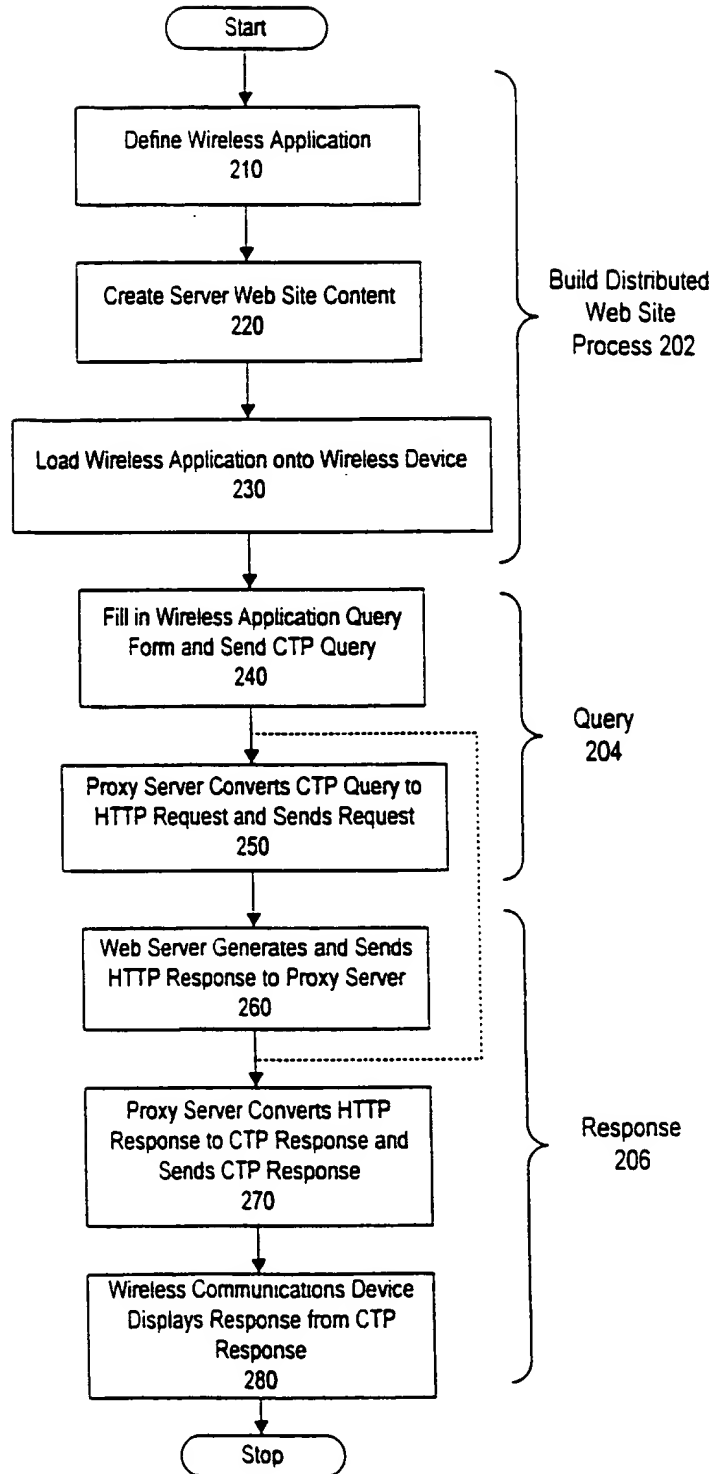 Start
Define Wireless Application
210
Create Server Web Site Content
220
Load Wireless Application onto Wireless Device
230
Build Distributed
Web Site
Process 202
Fill in Wireless Application Query
Form and Send CTP Query
240
Proxy Server Converts CTP Query to
HTTP Request and Sends Request
250
Query
204
Web Server Generates and Sends
HTTP Response to Proxy Server
260
Proxy Server Converts HTTP
Response to CTP Response and
Sends CTP Response
270
Wireless Communications Device
Displays Response from CTP
Response
280
Response
206
Stop